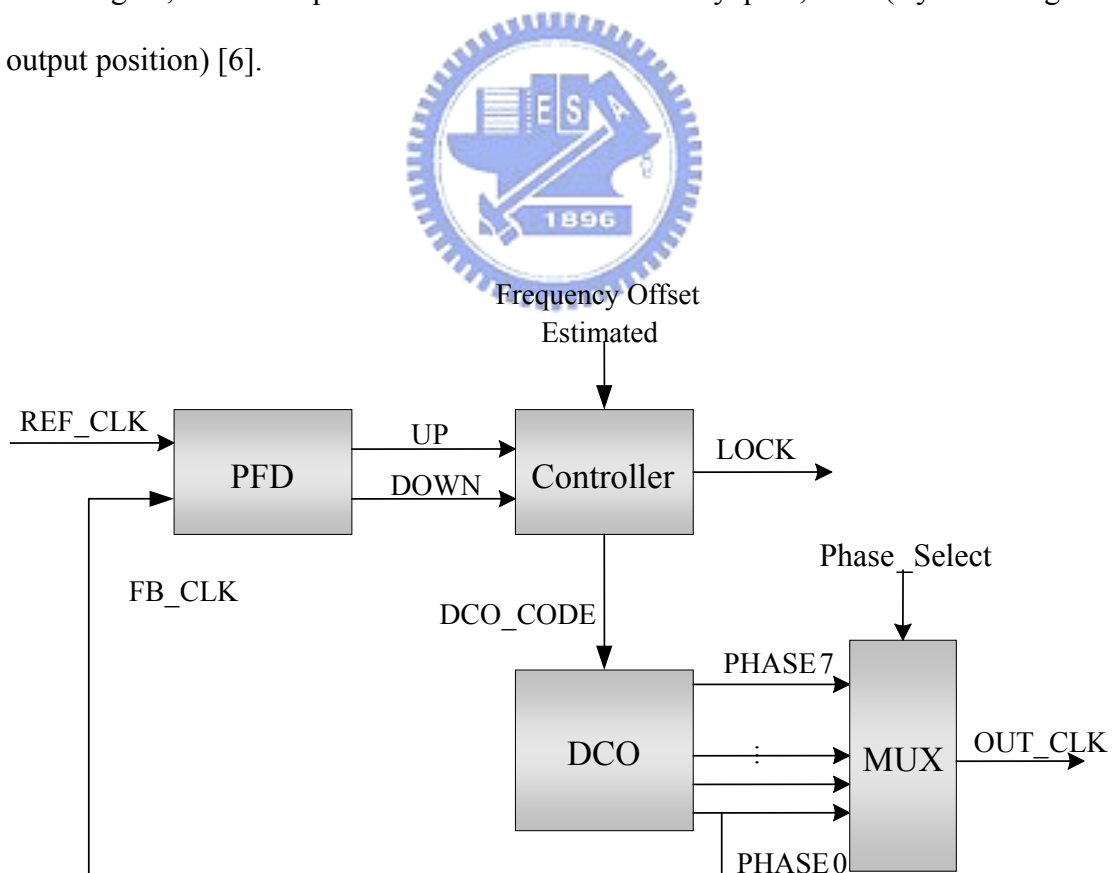 output position) [6].
E S A
1896
Frequency Offset
Estimated
REF_CLK
UP
LOCK
PFD
DOWN
Controller
Phase_Select
FB_CLK
DCO_CODE
PHASE7
DCO
⋮
MUX
OUT_CLK
PHASE0